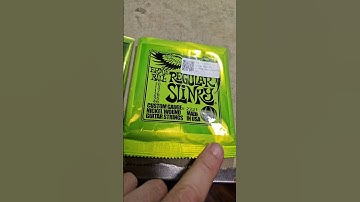 ERNIE BALL
REGULAR
SLINKY
CUSTOM GAUGE
NICKEL WOUND
GUITAR STRINGS
MADE
IN USA